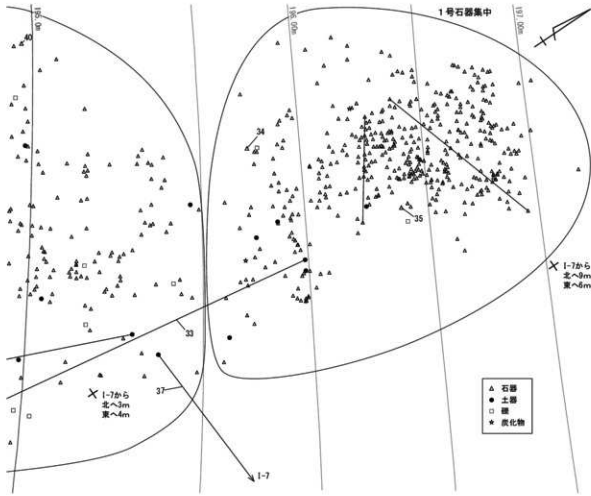 195.0m
196.00m
1号石器集中
197.00m
40
34
35
I-7から
北へ9m
東へ6m
33
37
I-7から
北へ3m
東へ4m
石器
土器
礫
炭化物
I-7